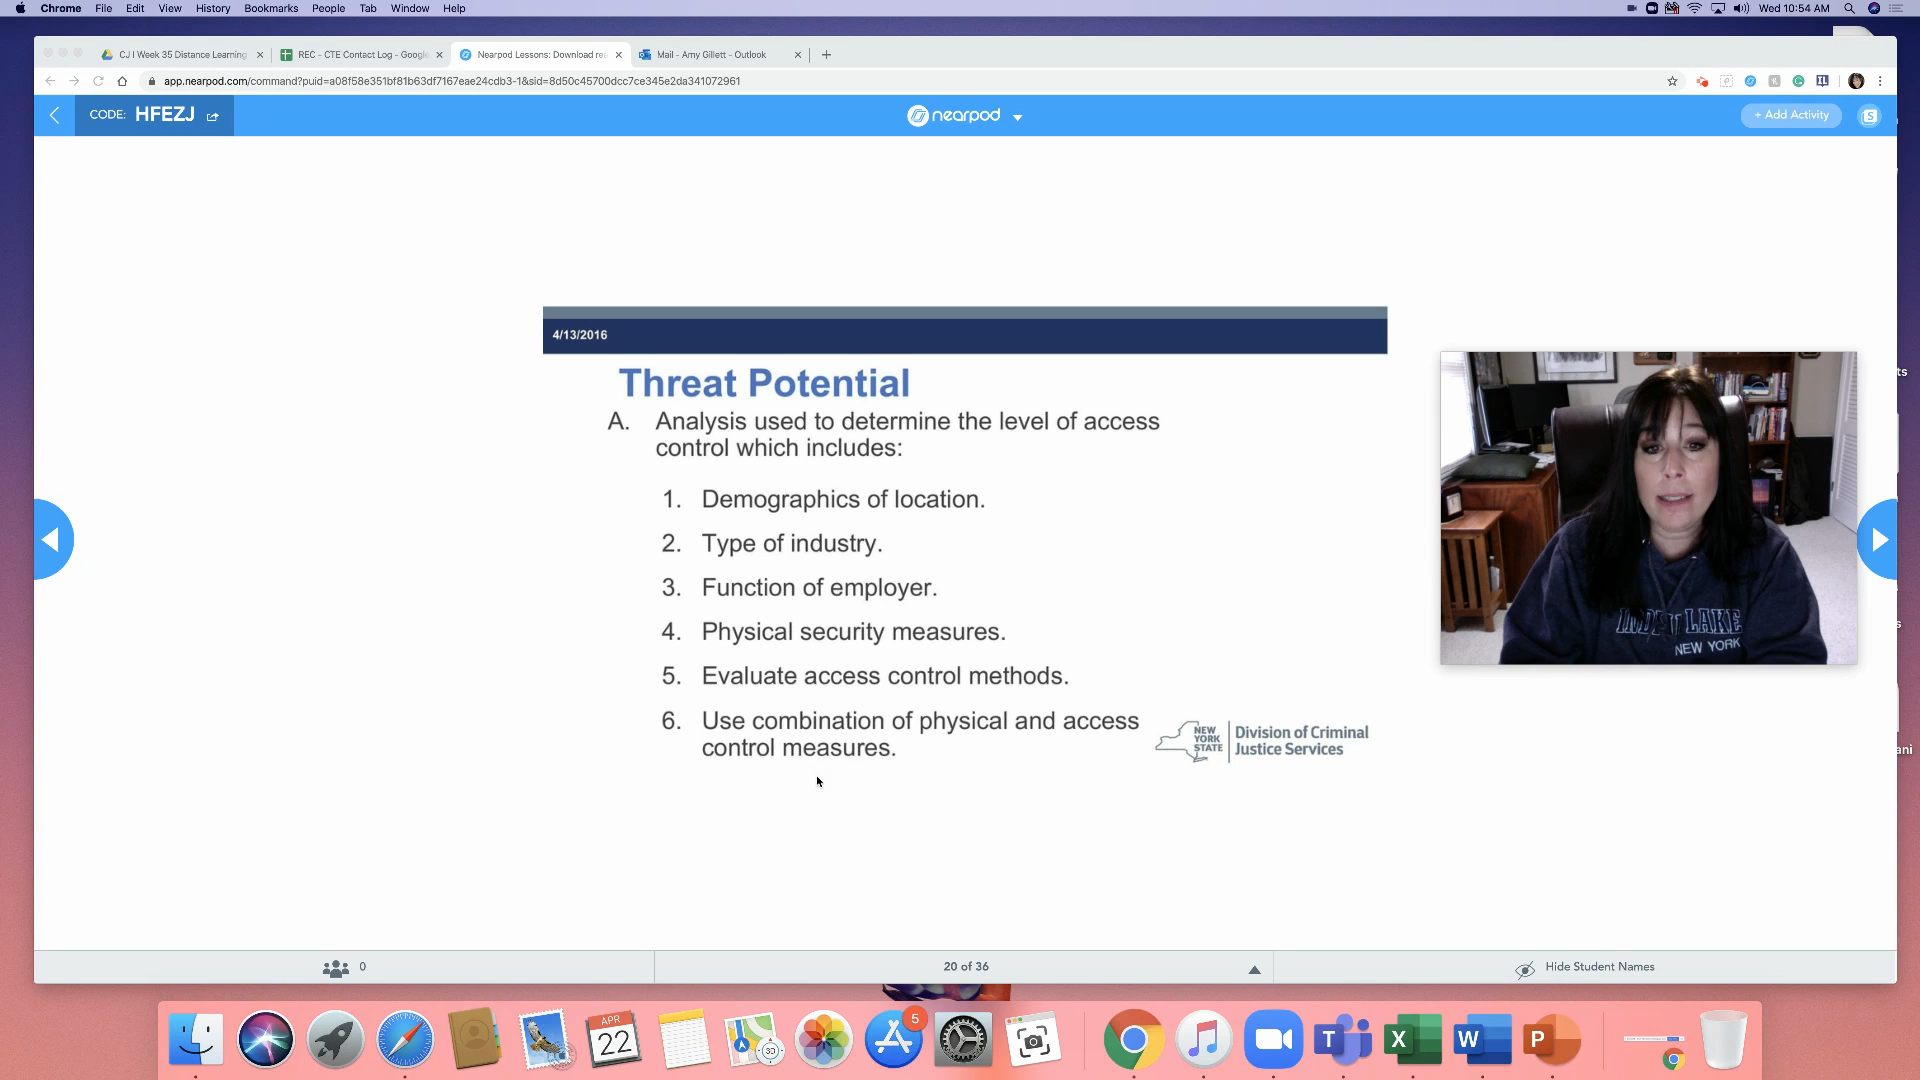 Chrome File Edit View History Bookmarks People Tab Window Help
Wed 10:54 AM
CJ I Week 35 Distance Learning
REC - CTE Contact Log - Google
Nearpod Lessons: Download rea
Mail - Amy Gillett - Outlook
app.nearpod.com/command?puid=a08f58e351bf81b63df7167eae24cdb3-1&sid=8d50c45700dcc7ce345e2da341072961
CODE: HFEZJ
nearpod
+ Add Activity
S
4/13/2016
Threat Potential
A. Analysis used to determine the level of access
control which includes:
1. Demographics of location.
2. Type of industry.
3. Function of employer.
4. Physical security measures.
5. Evaluate access control methods.
6. Use combination of physical and access
control measures.
NEW
YORK
STATE
Division of Criminal
Justice Services
LAKE
NEW YORK
ts
s
ani
0
20 of 36
Hide Student Names
APR
22
3D
5
T
X
W
P